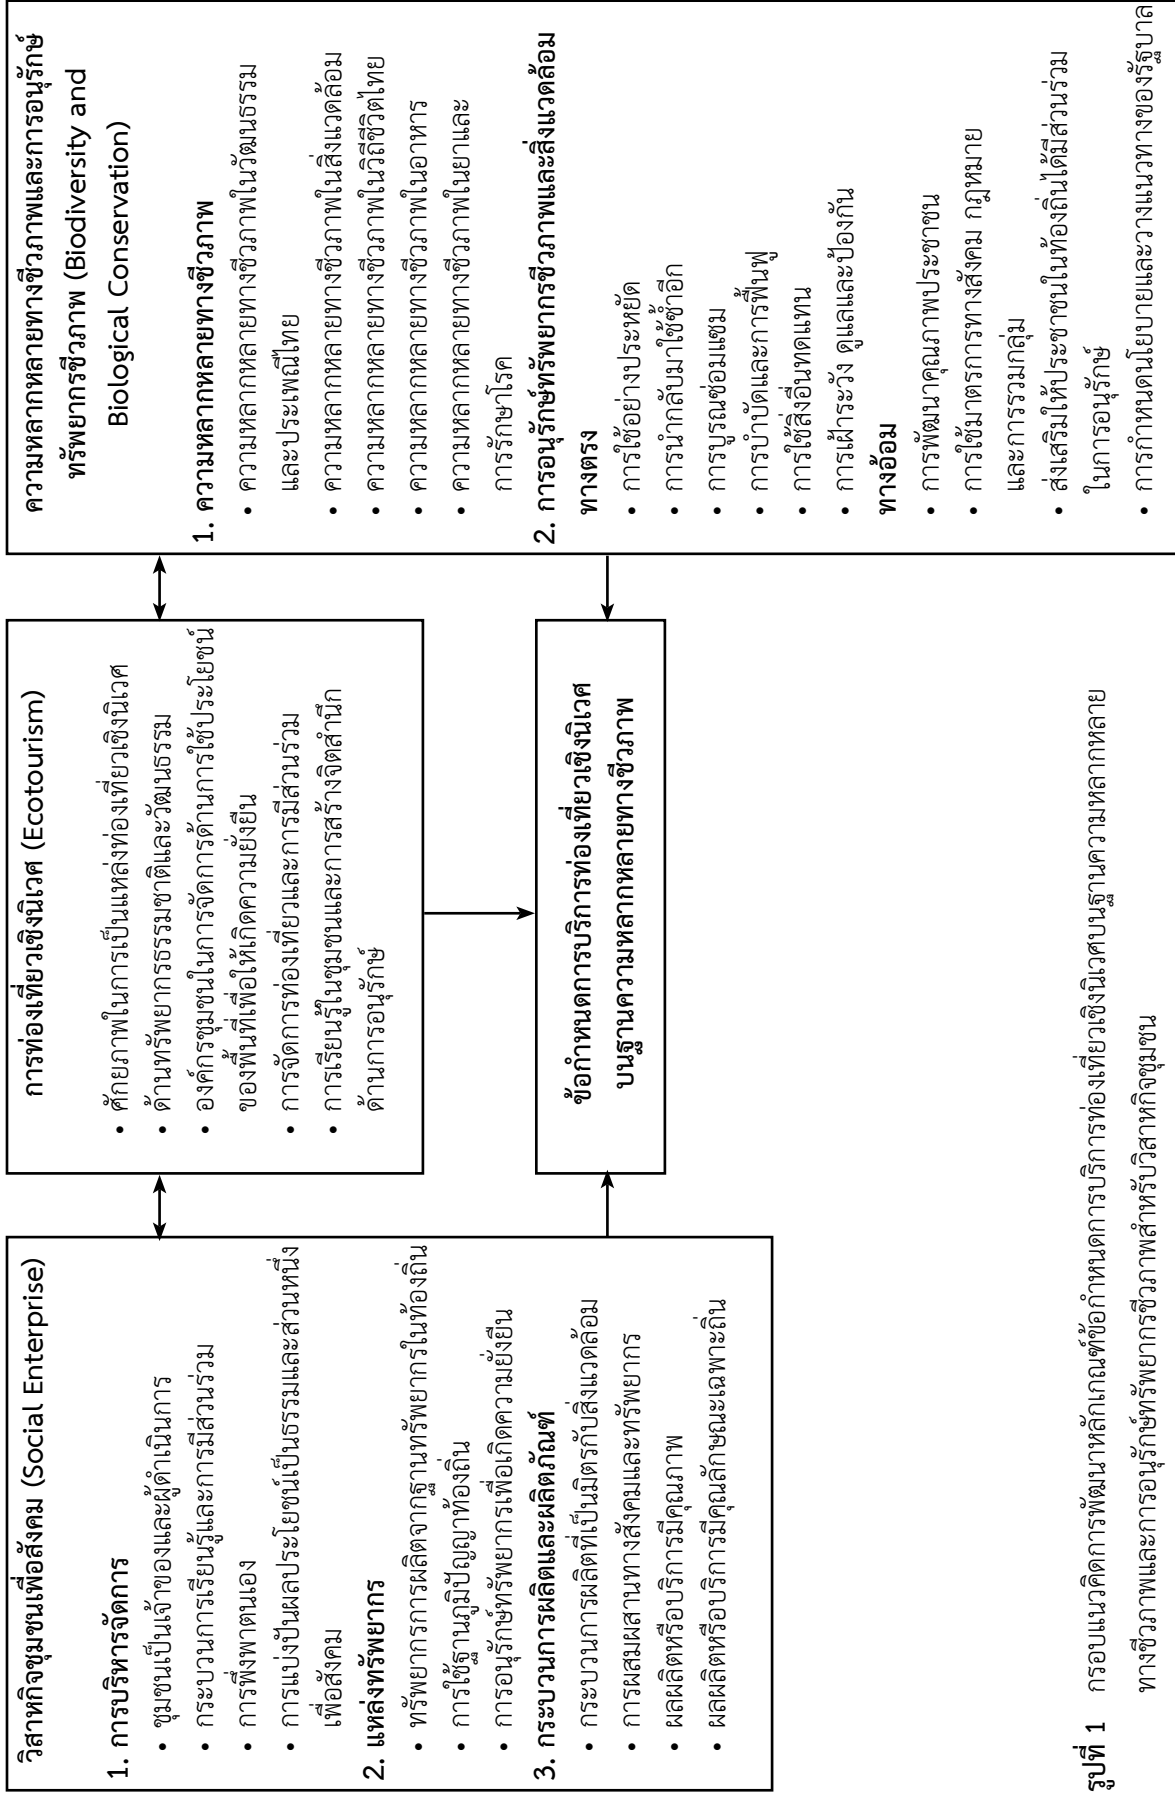 วิสาหกิจชุมชนเพื่อสังคม (Social Enterprise)
1. การบริหารจัดการ
• ชุมชนเป็นเจ้าของและผู้ดำเนินการ
• กระบวนการเรียนรู้และการมีส่วนร่วม
• การพึ่งพาตนเอง
• การแบ่งปันผลประโยชน์เป็นธรรมและส่วนหนึ่ง
เพื่อสังคม
2. แหล่งทรัพยากร
• ทรัพยากรการผลิตจากฐานทรัพยากรในท้องถิ่น
• การใช้ฐานภูมิปัญญาท้องถิ่น
• การอนุรักษ์ทรัพยากรเพื่อเกิดความยั่งยืน
3. กระบวนการผลิตและผลิตภัณฑ์
• กระบวนการผลิตที่เป็นมิตรกับสิ่งแวดล้อม
• การผสมผสานทางสังคมและทรัพยากร
• ผลผลิตหรือบริการมีคุณภาพ
• ผลผลิตหรือบริการมีคุณลักษณะเฉพาะถิ่น
การท่องเที่ยวเชิงนิเวศ (Ecotourism)
• ศักยภาพในการเป็นแหล่งท่องเที่ยวเชิงนิเวศ
• ด้านทรัพยากรธรรมชาติและวัฒนธรรม
• องค์กรชุมชนในการจัดการด้านการใช้ประโยชน์
ของพื้นที่เพื่อให้เกิดความยั่งยืน
• การจัดการท่องเที่ยวและการมีส่วนร่วม
• การเรียนรู้ในชุมชนและการสร้างจิตสำนึก
ด้านการอนุรักษ์
ข้อกำหนดการบริการท่องเที่ยวเชิงนิเวศ
บนฐานความหลากหลายทางชีวภาพ
ความหลากหลายทางชีวภาพและการอนุรักษ์
ทรัพยากรชีวภาพ (Biodiversity and
Biological Conservation)
1. ความหลากหลายทางชีวภาพ
• ความหลากหลายทางชีวภาพในวัฒนธรรม
และประเพณีไทย
• ความหลากหลายทางชีวภาพในสิ่งแวดล้อม
• ความหลากหลายทางชีวภาพในวิถีชีวิตไทย
• ความหลากหลายทางชีวภาพในอาหาร
• ความหลากหลายทางชีวภาพในยาและ
การรักษาโรค
2. การอนุรักษ์ทรัพยากรชีวภาพและสิ่งแวดล้อม
ทางตรง
• การใช้อย่างประหยัด
• การนำกลับมาใช้ซ้ำอีก
• การบูรณซ่อมแซม
• การบำบัดและการฟื้นฟู
• การใช้สิ่งอื่นทดแทน
• การเฝ้าระวัง ดูแลและป้องกัน
ทางอ้อม
• การพัฒนาคุณภาพประชาชน
• การใช้มาตรการทางสังคม กฎหมาย
และการรวมกลุ่ม
• ส่งเสริมให้ประชาชนในท้องถิ่นได้มีส่วนร่วม
ในการอนุรักษ์
• การกำหนดนโยบายและวางแนวทางของรัฐบาล
รูปที่ 1 กรอบแนวคิดการพัฒนาหลักเกณฑ์ข้อกำหนดการบริการท่องเที่ยวเชิงนิเวศบนฐานความหลากหลาย
ทางชีวภาพและการอนุรักษ์ทรัพยากรชีวภาพสำหรับวิสาหกิจชุมชน